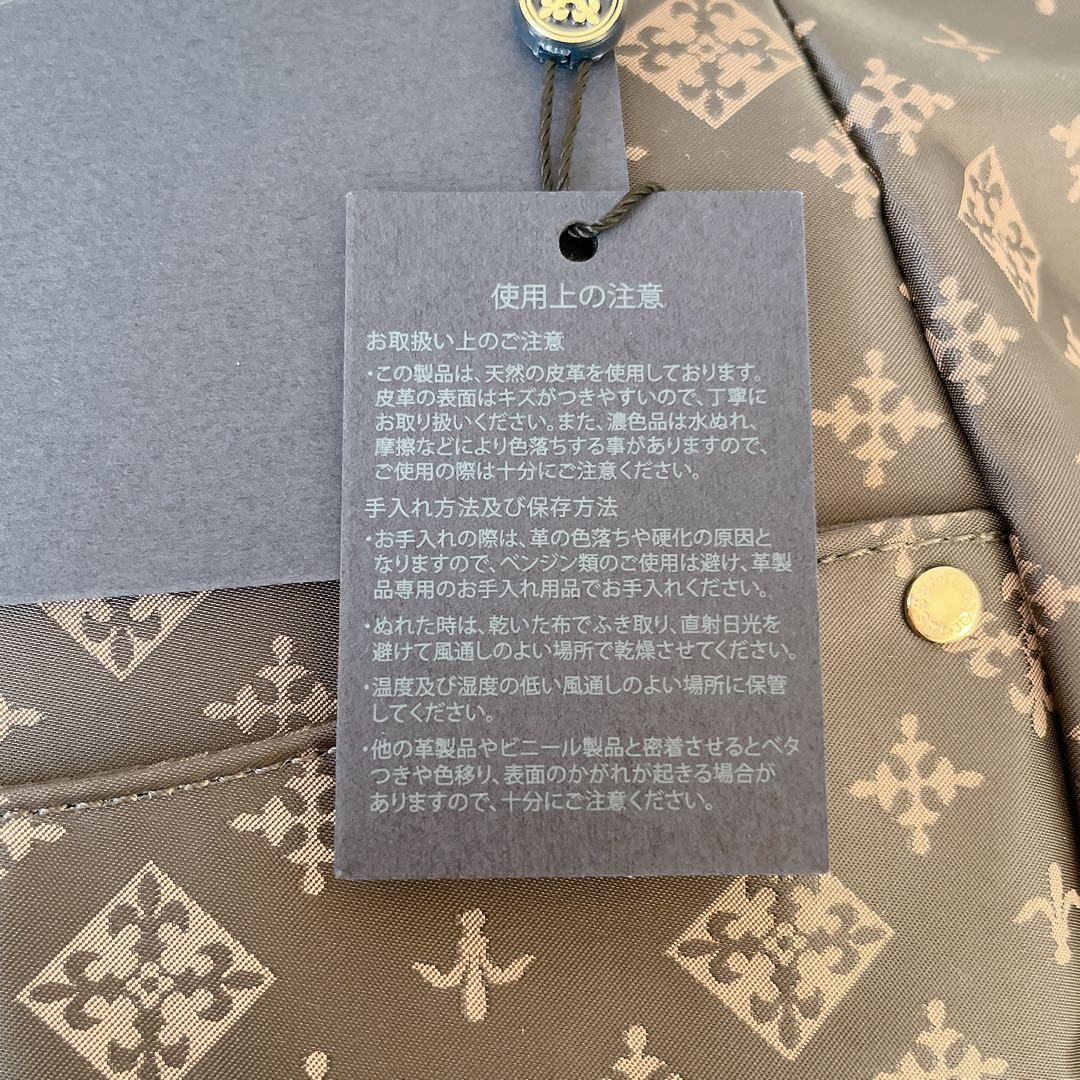 使用上の注意
お取扱い上のご注意
・この製品は、天然の皮革を使用しております。
皮革の表面はキズがつきやすいので、丁寧に
お取り扱いください。また、濃色品は水ぬれ、
摩擦などにより色落ちする事がありますので、
ご使用の際は十分にご注意ください。
手入れ方法及び保存方法
・お手入れの際は、革の色落ちや硬化の原因と
なりますので、ベンジン類のご使用は避け、革製
品専用のお手入れ用品でお手入れください。
・ぬれた時は、乾いた布でふき取り、直射日光を
避けて風通しのよい場所で乾燥させてください。
・温度及び湿度の低い風通しのよい場所に保管
してください。
・他の革製品やビニール製品と密着させるとベタ
つきや色移り、表面のかがれが起きる場合が
ありますので、十分にご注意ください。